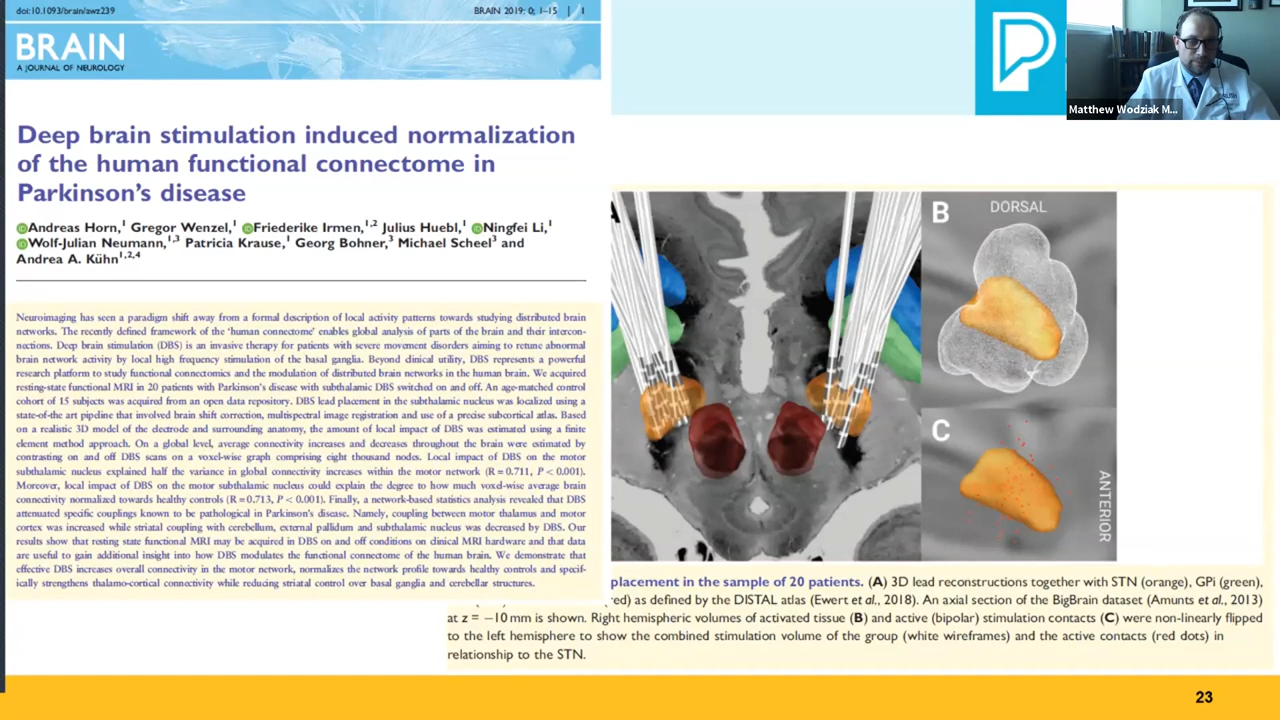 doi:10.1093/brain/awz239
BRAIN 2019: 0; 1–15 | 1
BRAIN
A JOURNAL OF NEUROLOGY
Deep brain stimulation induced normalization
of the human functional connectome in
Parkinson's disease
Andreas Horn,1 Gregor Wenzel,1 Friederike Irmen,1,2 Julius Huebl,1 Ningfei Li,1
Wolf-Julian Neumann,1,3 Patricia Krause,1 Georg Bohner,3 Michael Scheel3 and
Andrea A. Kühn1,2,4
Neuroimaging has seen a paradigm shift away from a formal description of local activity patterns towards studying distributed brain
networks. The recently defined framework of the 'human connectome' enables global analysis of parts of the brain and their intercon-
nections. Deep brain stimulation (DBS) is an invasive therapy for patients with severe movement disorders aiming to retune abnormal
brain network activity by local high frequency stimulation of the basal ganglia. Beyond clinical utility, DBS represents a powerful
research platform to study functional connectomics and the modulation of distributed brain networks in the human brain. We acquired
resting-state functional MRI in 20 patients with Parkinson's disease with subthalamic DBS switched on and off. An age-matched control
cohort of 15 subjects was acquired from an open data repository. DBS lead placement in the subthalamic nucleus was localized using a
state-of-the art pipeline that involved brain shift correction, multispectral image registration and use of a precise subcortical atlas. Based
on a realistic 3D model of the electrode and surrounding anatomy, the amount of local impact of DBS was estimated using a finite
element method approach. On a global level, average connectivity increases and decreases throughout the brain were estimated by
contrasting on and off DBS scans on a voxel-wise graph comprising eight thousand nodes. Local impact of DBS on the motor
subthalamic nucleus explained half the variance in global connectivity increases within the motor network (R = 0.711, P < 0.001).
Moreover, local impact of DBS on the motor subthalamic nucleus could explain the degree to how much voxel-wise average brain
connectivity normalized towards healthy controls (R = 0.713, P < 0.001). Finally, a network-based statistics analysis revealed that DBS
attenuated specific couplings known to be pathological in Parkinson's disease. Namely, coupling between motor thalamus and motor
cortex was increased while striatal coupling with cerebellum, external pallidum and subthalamic nucleus was decreased by DBS. Our
results show that resting state functional MRI may be acquired in DBS on and off conditions on clinical MRI hardware and that data
are useful to gain additional insight into how DBS modulates the functional connectome of the human brain. We demonstrate that
effective DBS increases overall connectivity in the motor network, normalizes the network profile towards healthy controls and specif-
ically strengthens thalamo-cortical connectivity while reducing striatal control over basal ganglia and cerebellar structures.
P
Matthew Wodziak M...
B
DORSAL
C
ANTERIOR
placement in the sample of 20 patients. (A) 3D lead reconstructions together with STN (orange), GPi (green),
red) as defined by the DISTAL atlas (Ewert et al., 2018). An axial section of the BigBrain dataset (Amunts et al., 2013)
at z = −10 mm is shown. Right hemispheric volumes of activated tissue (B) and active (bipolar) stimulation contacts (C) were non-linearly flipped
to the left hemisphere to show the combined stimulation volume of the group (white wireframes) and the active contacts (red dots) in
relationship to the STN.
23